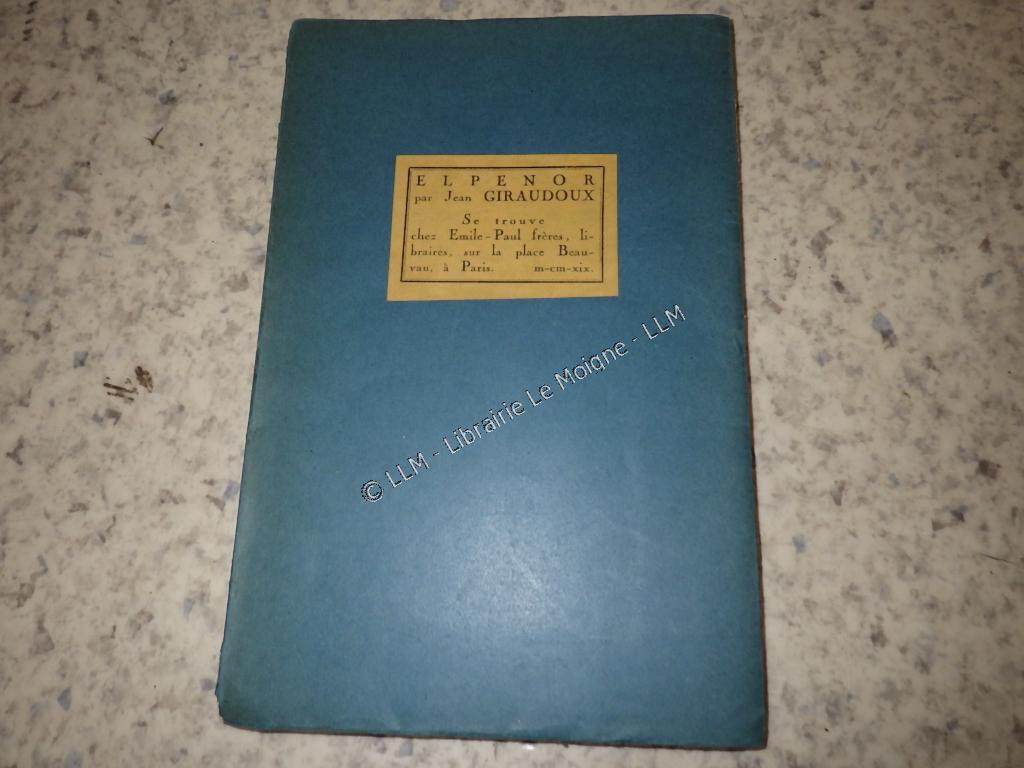 ELPENOR
par Jean GIRAUDOUX
Se trouve
chez Emile-Paul frères, li-
braires, sur la place Beau-
vau, à Paris. m-cm-xix.
© LLM - Librairie Le Moigne - LLM